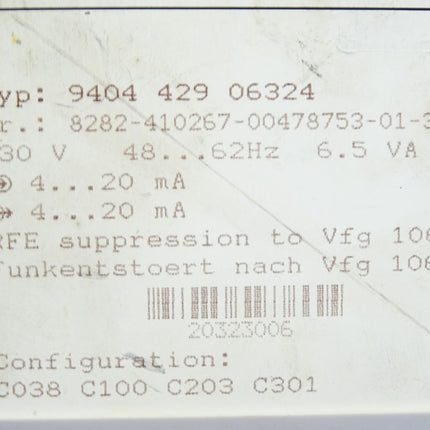 yp: 9404 429 06324
r.: 8282-410267-00478753-01-3
30 V 48...62Hz 6.5 VA
4...20 mA
4...20 mA
RFE suppression to Vfg 106
Funkentstoert nach Vfg 106
20323006
Configuration:
C038 C100 C203 C301